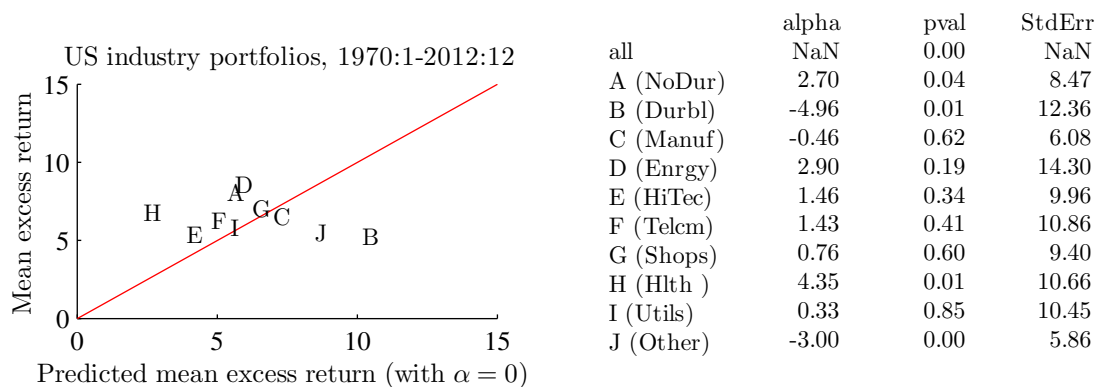 US industry portfolios, 1970:1-2012:12
15
10
5
0
Mean excess return
A
B
C
D
E
F
G
H
I
J
0 5 10 15
Predicted mean excess return (with α = 0)
alpha pval StdErr
all NaN 0.00 NaN
A (NoDur) 2.70 0.04 8.47
B (Durbl) -4.96 0.01 12.36
C (Manuf) -0.46 0.62 6.08
D (Enrgy) 2.90 0.19 14.30
E (HiTec) 1.46 0.34 9.96
F (Telcm) 1.43 0.41 10.86
G (Shops) 0.76 0.60 9.40
H (Hlth ) 4.35 0.01 10.66
I (Utils) 0.33 0.85 10.45
J (Other) -3.00 0.00 5.86